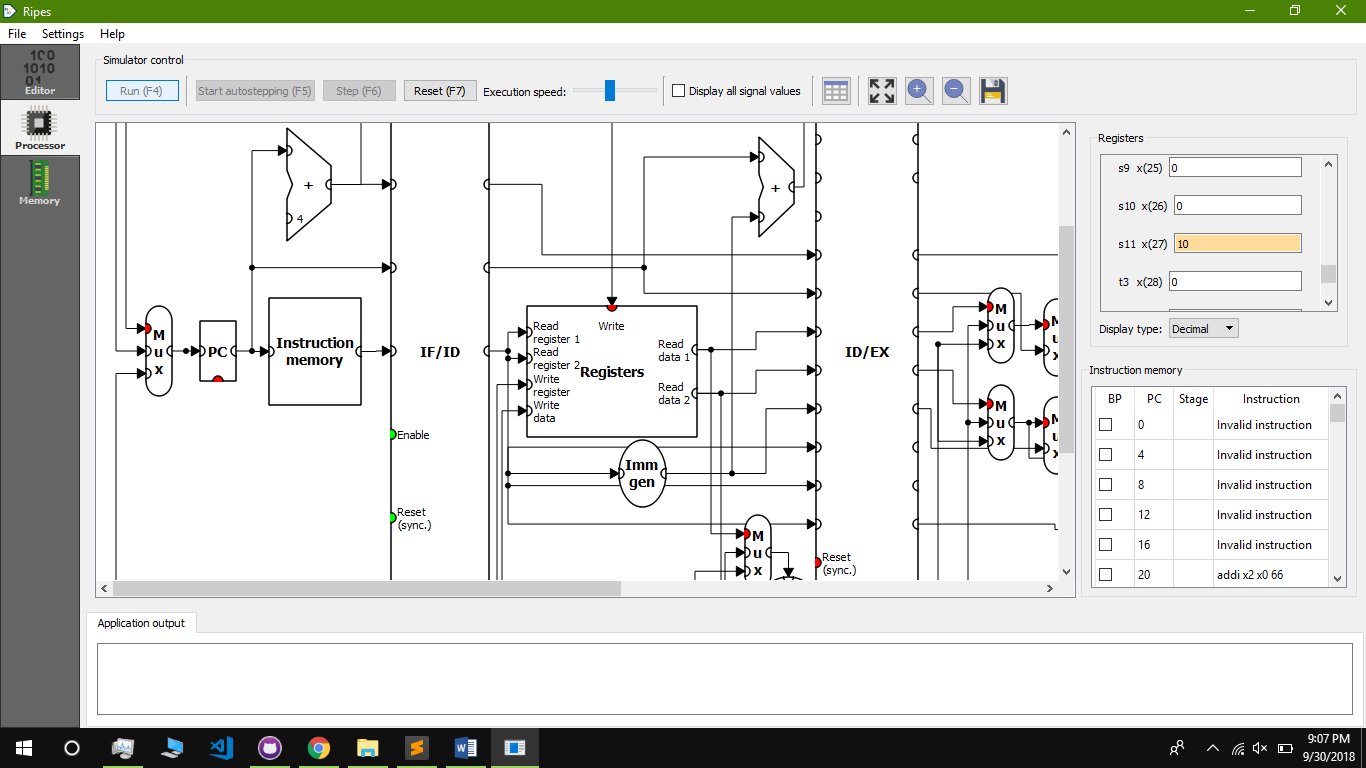 Ripes
File Settings Help
100
1010
01
Editor
Processor
Memory
Simulator control
Run (F4)
Start autostepping (F5)
Step (F6)
Reset (F7)
Execution speed:
Display all signal values
+
4
M
u
x
PC
Instruction
memory
IF/ID
Enable
Reset
(sync.)
Read
register 1
Read
register 2
Write
register
Write
data
Write
Registers
Read
data 1
Read
data 2
Imm
gen
+
M
u
x
ID/EX
Reset
(sync.)
M
u
x
M
u
x
M
u
x
M
u
x
Registers
s9 x(25) 0
s10 x(26) 0
s11 x(27) 10
t3 x(28) 0
Display type: Decimal
Instruction memory
BP PC Stage Instruction
0 Invalid instruction
4 Invalid instruction
8 Invalid instruction
12 Invalid instruction
16 Invalid instruction
20 addi x2 x0 66
Application output
9:07 PM
9/30/2018